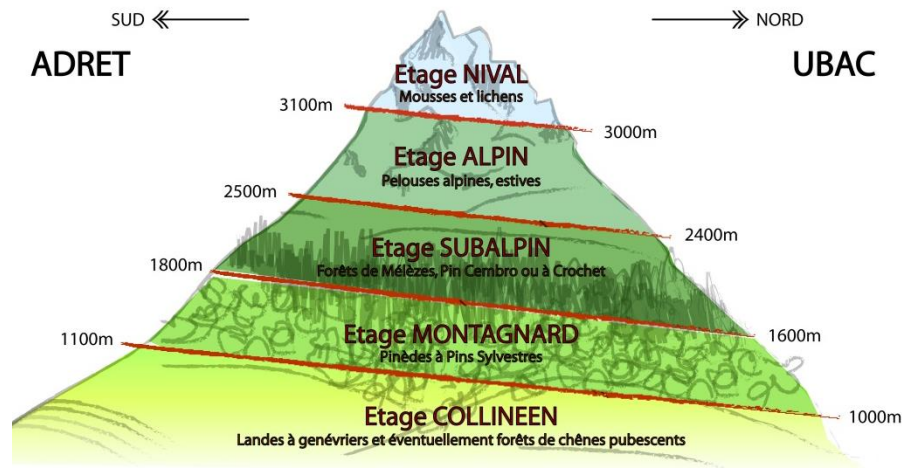 SUD
NORD
ADRET
UBAC
Etage NIVAL
Mousses et lichens
3100m
3000m
Etage ALPIN
Pelouses alpines, estives
2500m
2400m
Etage SUBALPIN
Forêts de Mélèzes, Pin Cembro ou à Crochet
1800m
1600m
Etage MONTAGNARD
Pinèdes à Pins Sylvestres
1100m
1000m
Etage COLLINEEN
Landes à genévriers et éventuellement forêts de chênes pubescents